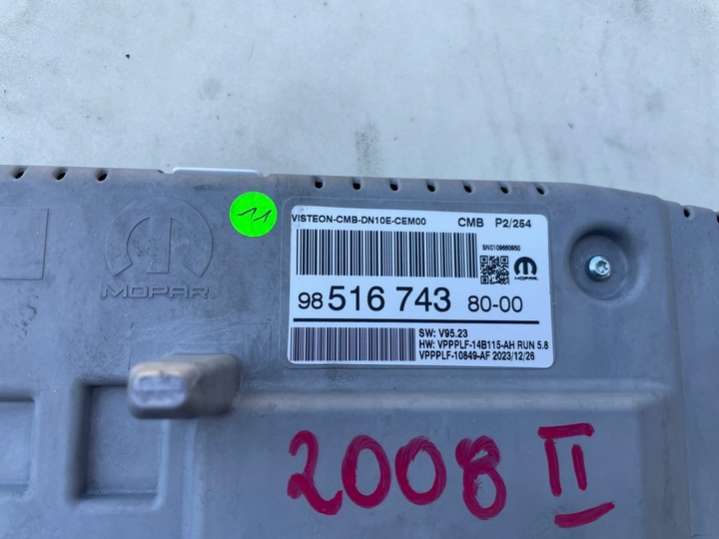 11
VISTEON-CMB-DN10E-CEM00 CMB P2/254
SN0109660950
MOPAR
98 516 743 80-00
MOPAR
SW: V95.23
HW: VPPPLF-14B115-AH RUN 5.8
VPPPLF-10849-AF 2023/12/26
2008 II